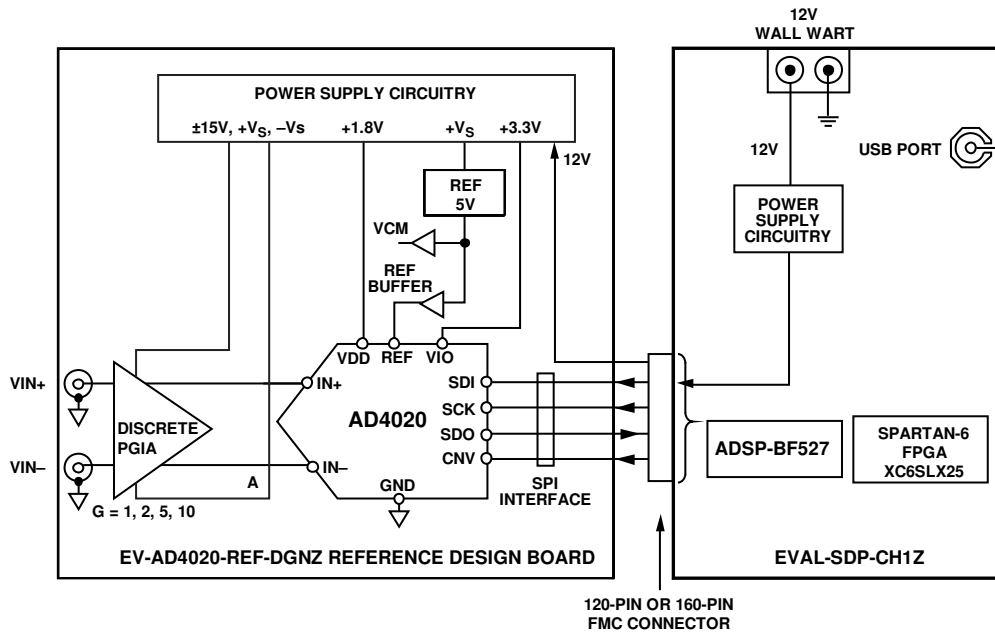 12V
WALL WART
POWER SUPPLY CIRCUITRY
±15V, +VS, –Vs
+1.8V
+VS
+3.3V
12V
12V
USB PORT
REF
5V
POWER
SUPPLY
CIRCUITRY
VCM
REF
BUFFER
VDD
REF
VIO
VIN+
IN+
SDI
SCK
AD4020
DISCRETE
PGIA
SDO
ADSP-BF527
SPARTAN-6
FPGA
XC6SLX25
CNV
VIN–
IN–
A
GND
SPI
INTERFACE
G = 1, 2, 5, 10
EV-AD4020-REF-DGNZ REFERENCE DESIGN BOARD
EVAL-SDP-CH1Z
120-PIN OR 160-PIN
FMC CONNECTOR